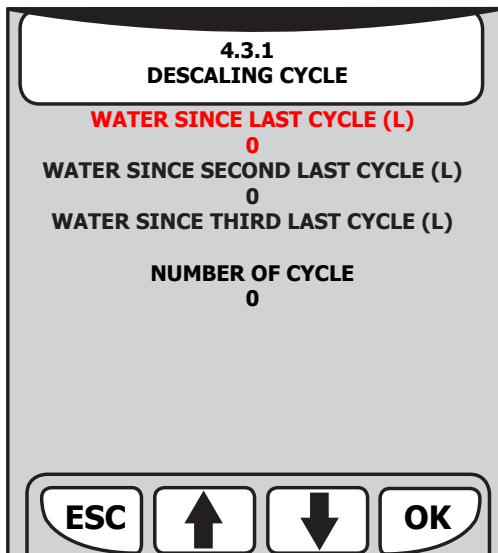 4.3.1
DESCALING CYCLE
WATER SINCE LAST CYCLE (L)
0
WATER SINCE SECOND LAST CYCLE (L)
0
WATER SINCE THIRD LAST CYCLE (L)
NUMBER OF CYCLE
0
ESC OK